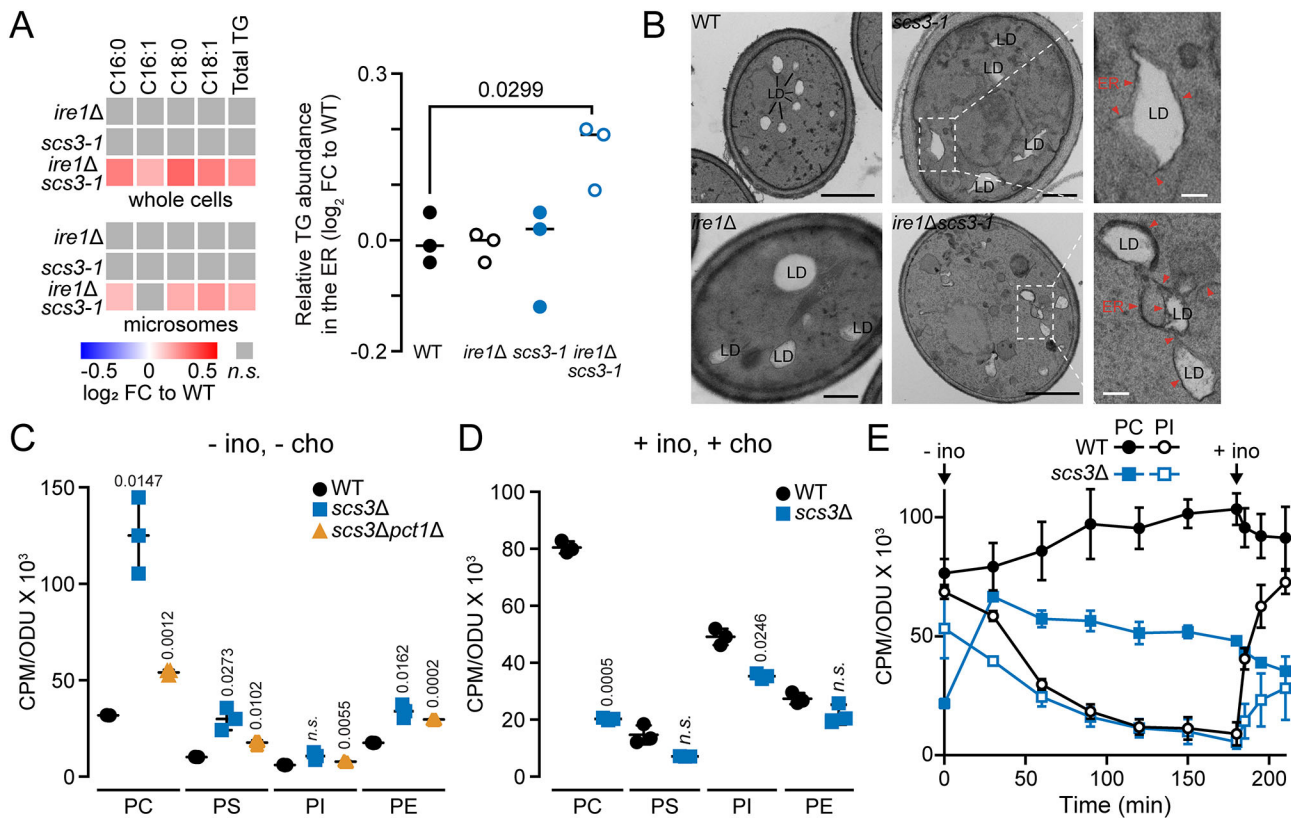 A
C16:0
C16:1
C18:0
C18:1
Total TG
ire1Δ
scs3-1
ire1Δ
scs3-1
whole cells
ire1Δ
scs3-1
ire1Δ
scs3-1
microsomes
-0.5 0 0.5
log₂ FC to WT
n.s.
Relative TG abundance
in the ER (log₂ FC to WT)
0.3
0.0
-0.2
0.0299
WT
ire1Δ
scs3-1
ire1Δ
scs3-1
B
WT
LD
scs3-1
LD
LD
LD
LD
LD
ER
LD
ire1Δ
LD
LD
LD
LD
ire1Δscs3-1
LD
ER
LD
LD
C
- ino, - cho
CPM/ODU X 10³
150
100
50
0
WT
scs3Δ
scs3Δpct1Δ
0.0147
0.0012
0.0273
0.0102
n.s.
0.0055
0.0162
0.0002
PC
PS
PI
PE
D
+ ino, + cho
CPM/ODU X 10³
100
80
60
40
20
0
WT
scs3Δ
0.0005
n.s.
0.0246
n.s.
PC
PS
PI
PE
E
- ino
PC PI
WT
scs3Δ
+ ino
CPM/ODU X 10³
100
50
0
0 50 100 150 200
Time (min)